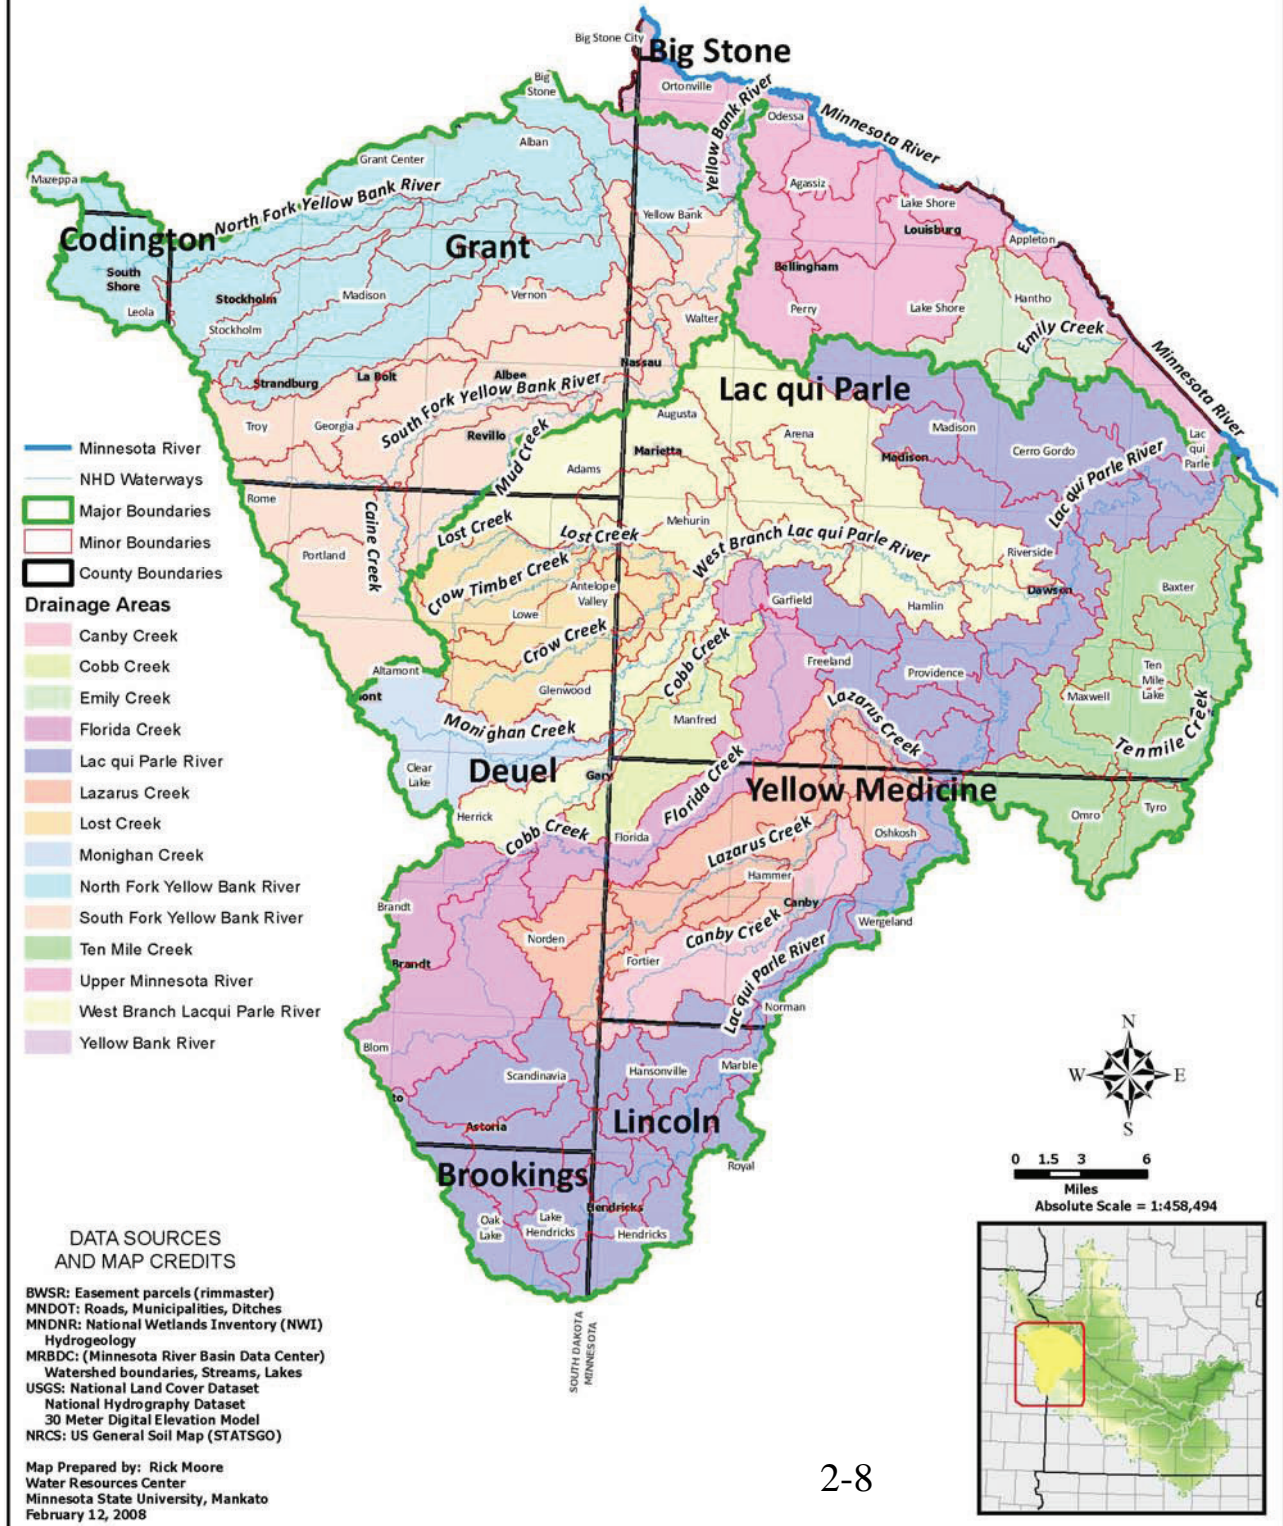 Big Stone City
Big Stone
Ortonville
Big
Stone
Yellow Bank River
Odessa
Minnesota River
Alban
Grant Center
Mazeppa
North Fork Yellow Bank River
Agassiz
Lake Shore
Louisburg
Yellow Bank
Appleton
Codington
Grant
South
Shore
Bellingham
Leola
Stockholm
Madison
Vernon
Hantho
Perry
Lake Shore
Stockholm
Walter
Emily Creek
Minnesota River
Nassau
Strandburg
La Bolt
Albee
Lac qui Parle
South Fork Yellow Bank River
Troy
Georgia
Revillo
Mud Creek
Augusta
Arena
Madison
Marietta
Madison
Cerro Gordo
Lac
qui
Parle
Lac qui Parle River
Adams
Rome
Caine Creek
Lost Creek
Lost Creek
Mehurin
West Branch Lac qui Parle River
Portland
Crow Timber Creek
Antelope
Valley
Riverside
Dawson
Baxter
Lowe
Garfield
Hamlin
Crow Creek
Cobb Creek
Freeland
Providence
Altamont
ont
Glenwood
Manfred
Lazarus Creek
Maxwell
Ten
Mile
Lake
Tenmile Creek
Monighan Creek
Clear
Lake
Deuel
Gary
Florida Creek
Yellow Medicine
Herrick
Cobb Creek
Florida
Lazarus Creek
Oshkosh
Omro
Tyro
Hammer
Brandt
Canby
Norden
Canby Creek
Wergeland
Brandt
Fortier
Lac qui Parle River
Norman
Blom
Scandinavia
Hansonville
Marble
to
Astoria
Lincoln
Brookings
Royal
Oak
Lake
Lake
Hendricks
Hendricks
Hendricks
SOUTH DAKOTA
MINNESOTA
Minnesota River
NHD Waterways
Major Boundaries
Minor Boundaries
County Boundaries
Drainage Areas
Canby Creek
Cobb Creek
Emily Creek
Florida Creek
Lac qui Parle River
Lazarus Creek
Lost Creek
Monighan Creek
North Fork Yellow Bank River
South Fork Yellow Bank River
Ten Mile Creek
Upper Minnesota River
West Branch Lacqui Parle River
Yellow Bank River
N
W E
S
0 1.5 3 6
Miles
Absolute Scale = 1:458,494
DATA SOURCES
AND MAP CREDITS
BWSR: Easement parcels (rimmaster)
MNDOT: Roads, Municipalities, Ditches
MNDNR: National Wetlands Inventory (NWI)
Hydrogeology
MRBDC: (Minnesota River Basin Data Center)
Watershed boundaries, Streams, Lakes
USGS: National Land Cover Dataset
National Hydrography Dataset
30 Meter Digital Elevation Model
NRCS: US General Soil Map (STATSGO)
Map Prepared by: Rick Moore
Water Resources Center
Minnesota State University, Mankato
February 12, 2008
2-8